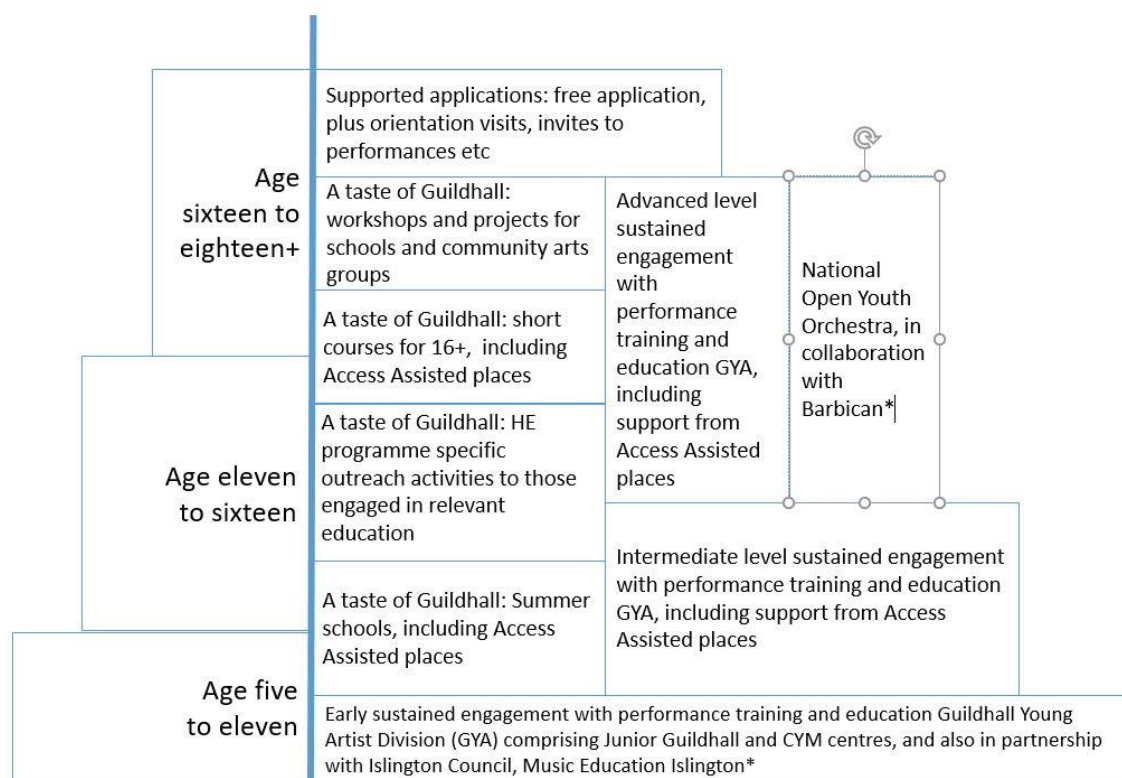 Supported applications: free application,
plus orientation visits, invites to
performances etc
Age
sixteen to
eighteen+
A taste of Guildhall:
workshops and projects for
schools and community arts
groups
A taste of Guildhall: short
courses for 16+, including
Access Assisted places
Advanced level
sustained
engagement
with
performance
training and
education GYA,
including
support from
Access Assisted
places
National
Open Youth
Orchestra, in
collaboration
with
Barbican*
Age eleven
to sixteen
A taste of Guildhall: HE
programme specific
outreach activities to those
engaged in relevant
education
A taste of Guildhall: Summer
schools, including Access
Assisted places
Intermediate level sustained engagement
with performance training and education
GYA, including support from Access
Assisted places
Age five
to eleven
Early sustained engagement with performance training and education Guildhall Young
Artist Division (GYA) comprising Junior Guildhall and CYM centres, and also in partnership
with Islington Council, Music Education Islington*